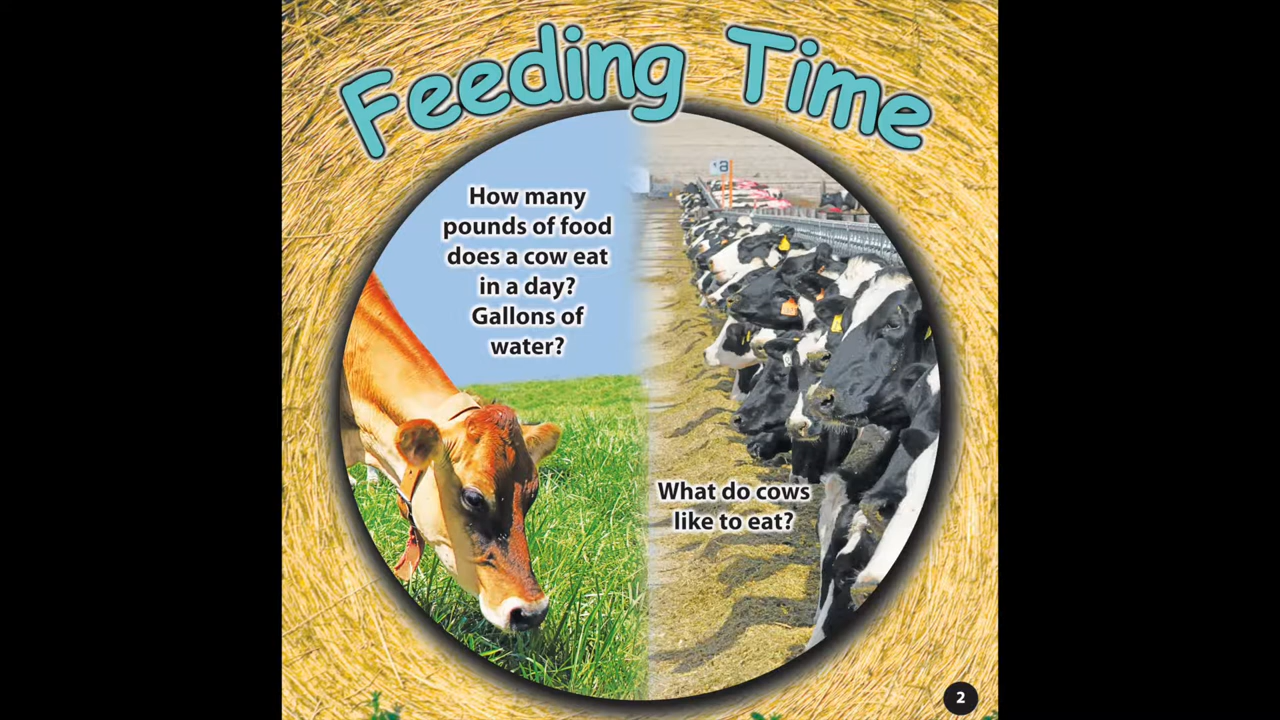 Feeding Time
How many
pounds of food
does a cow eat
in a day?
Gallons of
water?
What do cows
like to eat?
2